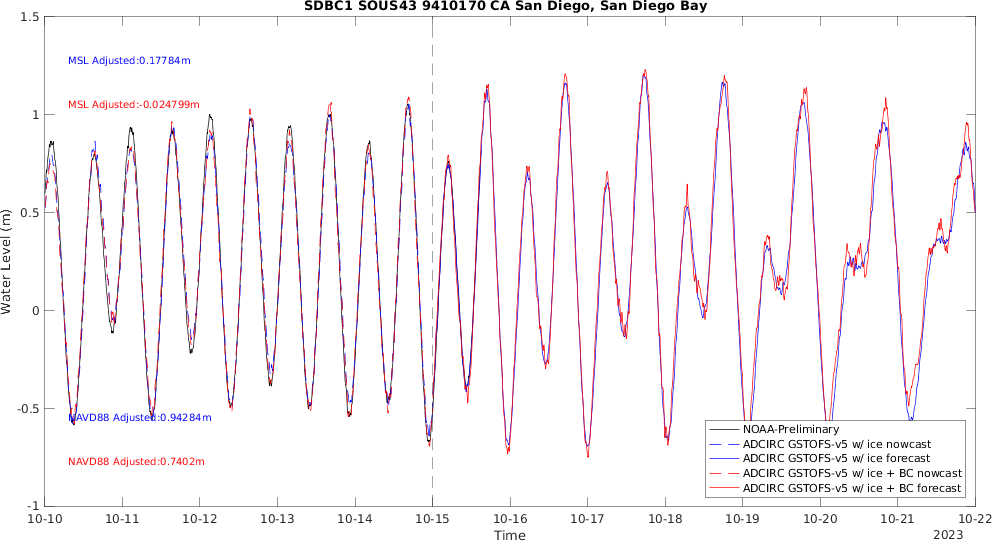 SDBC1 SOUS43 9410170 CA San Diego, San Diego Bay
1.5
1
0.5
0
-0.5
-1
Water Level (m)
MSL Adjusted:0.17784m
MSL Adjusted:-0.024799m
NAVD88 Adjusted:0.94284m
NAVD88 Adjusted:0.7402m
NOAA-Preliminary
ADCIRC GSTOFS-v5 w/ ice nowcast
ADCIRC GSTOFS-v5 w/ ice forecast
ADCIRC GSTOFS-v5 w/ ice + BC nowcast
ADCIRC GSTOFS-v5 w/ ice + BC forecast
10-10 10-11 10-12 10-13 10-14 10-15 10-16 10-17 10-18 10-19 10-20 10-21 10-22
Time
2023